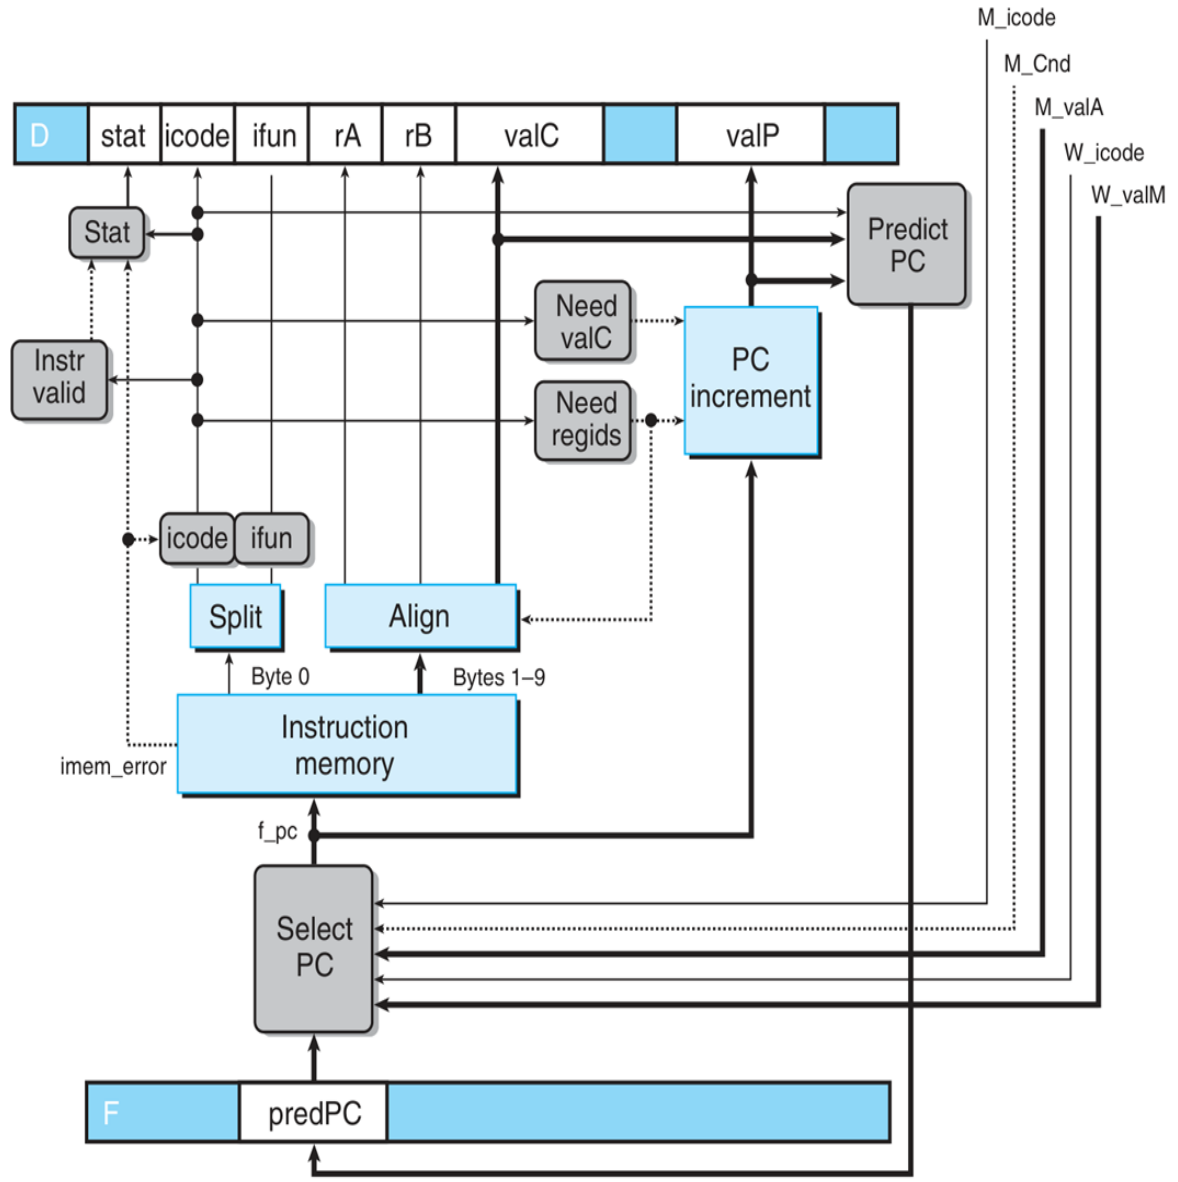 M_icode
M_Cnd
M_valA
W_icode
W_valM
D stat icode ifun rA rB valC valP
Stat
Predict
PC
Need
valC
Instr
valid
PC
increment
Need
regids
icode ifun
Split
Align
Byte 0
Bytes 1–9
Instruction
memory
imem_error
f_pc
Select
PC
F predPC